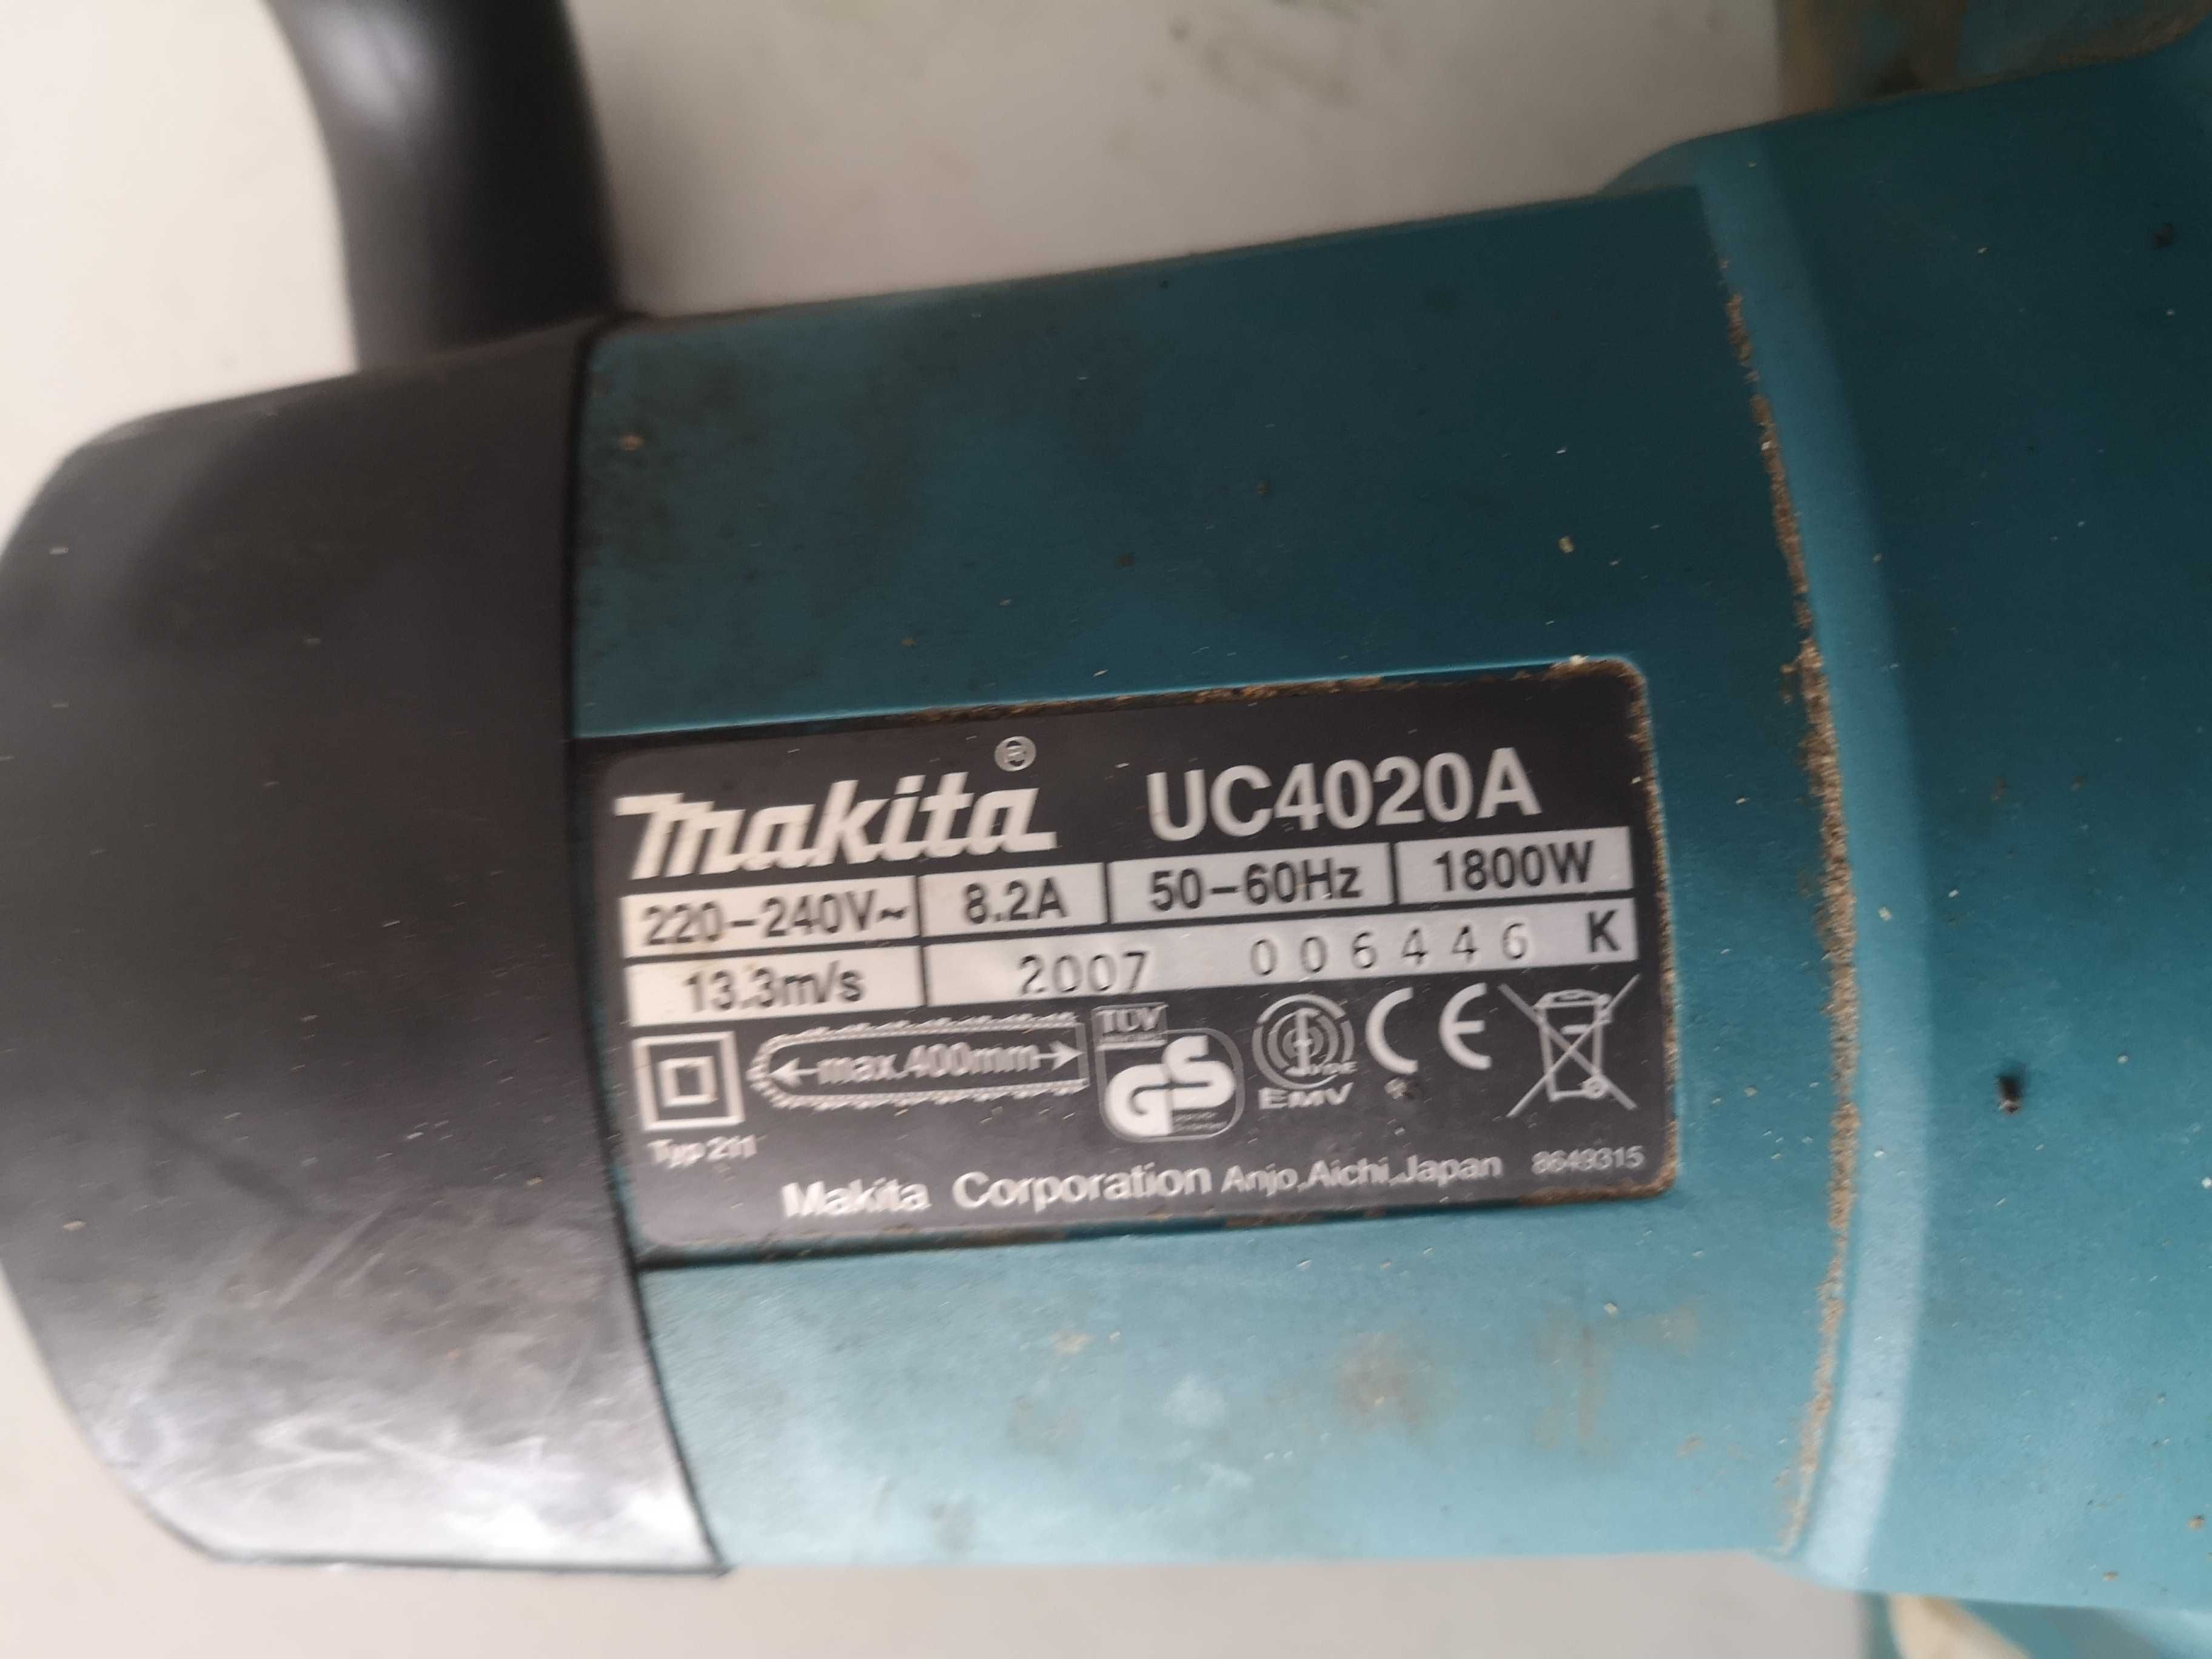 makita® UC4020A
220-240V~ 8.2A 50-60Hz 1800W
13.3m/s 2007 006446 K
max.400mm TÜV GS EMV CE
Typ 211
Makita Corporation Anjo,Aichi,Japan 8649315